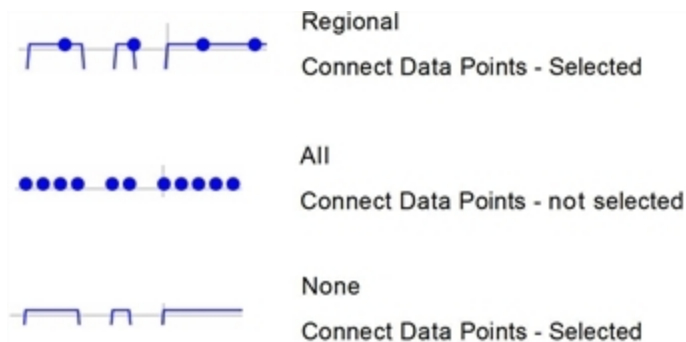 Regional
Connect Data Points - Selected
All
Connect Data Points - not selected
None
Connect Data Points - Selected